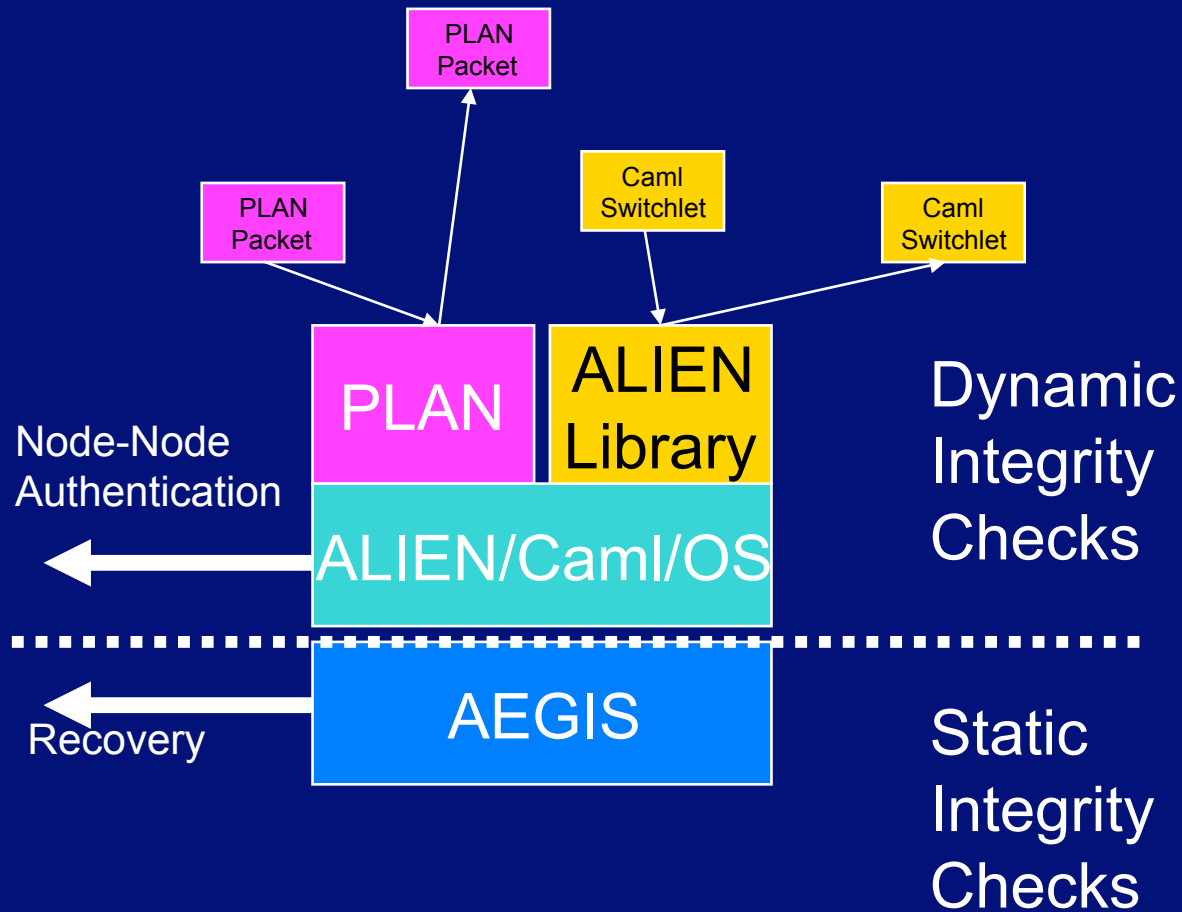 PLAN
Packet
PLAN
Packet
Caml
Switchlet
Caml
Switchlet
PLAN
ALIEN
Library
Dynamic
Integrity
Checks
Node-Node
Authentication
ALIEN/Caml/OS
AEGIS
Recovery
Static
Integrity
Checks